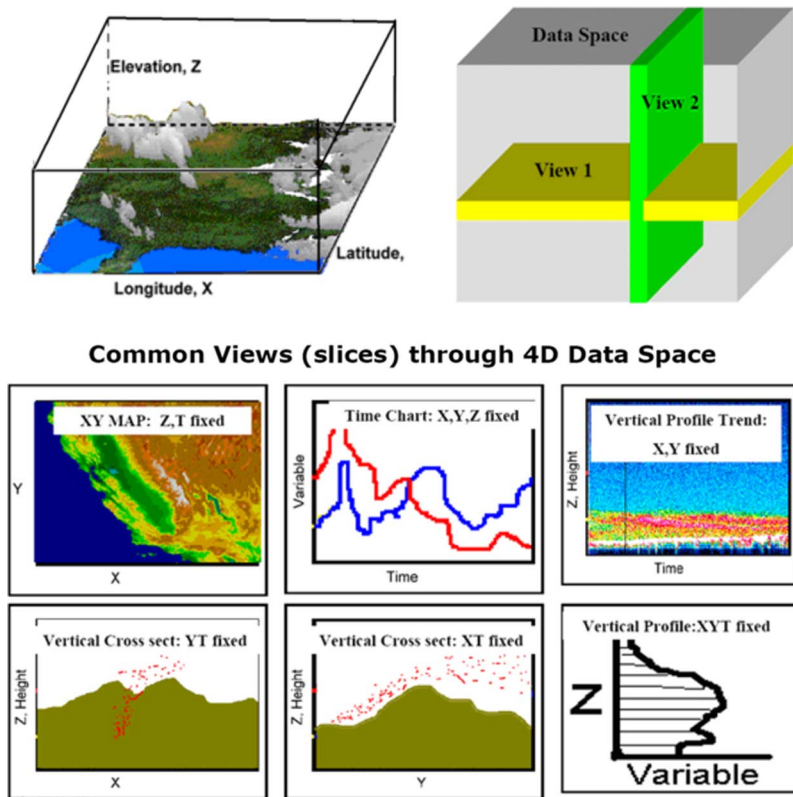 Elevation, Z
Latitude,
Longitude, X
Data Space
View 2
View 1
Common Views (slices) through 4D Data Space
XY MAP: Z,T fixed
Y
X
Time Chart: X,Y,Z fixed
Variable
Time
Vertical Profile Trend:
X,Y fixed
Z, Height
Time
Vertical Cross sect: YT fixed
Z, Height
X
Vertical Cross sect: XT fixed
Z, Height
Y
Vertical Profile:XYT fixed
Z
Variable